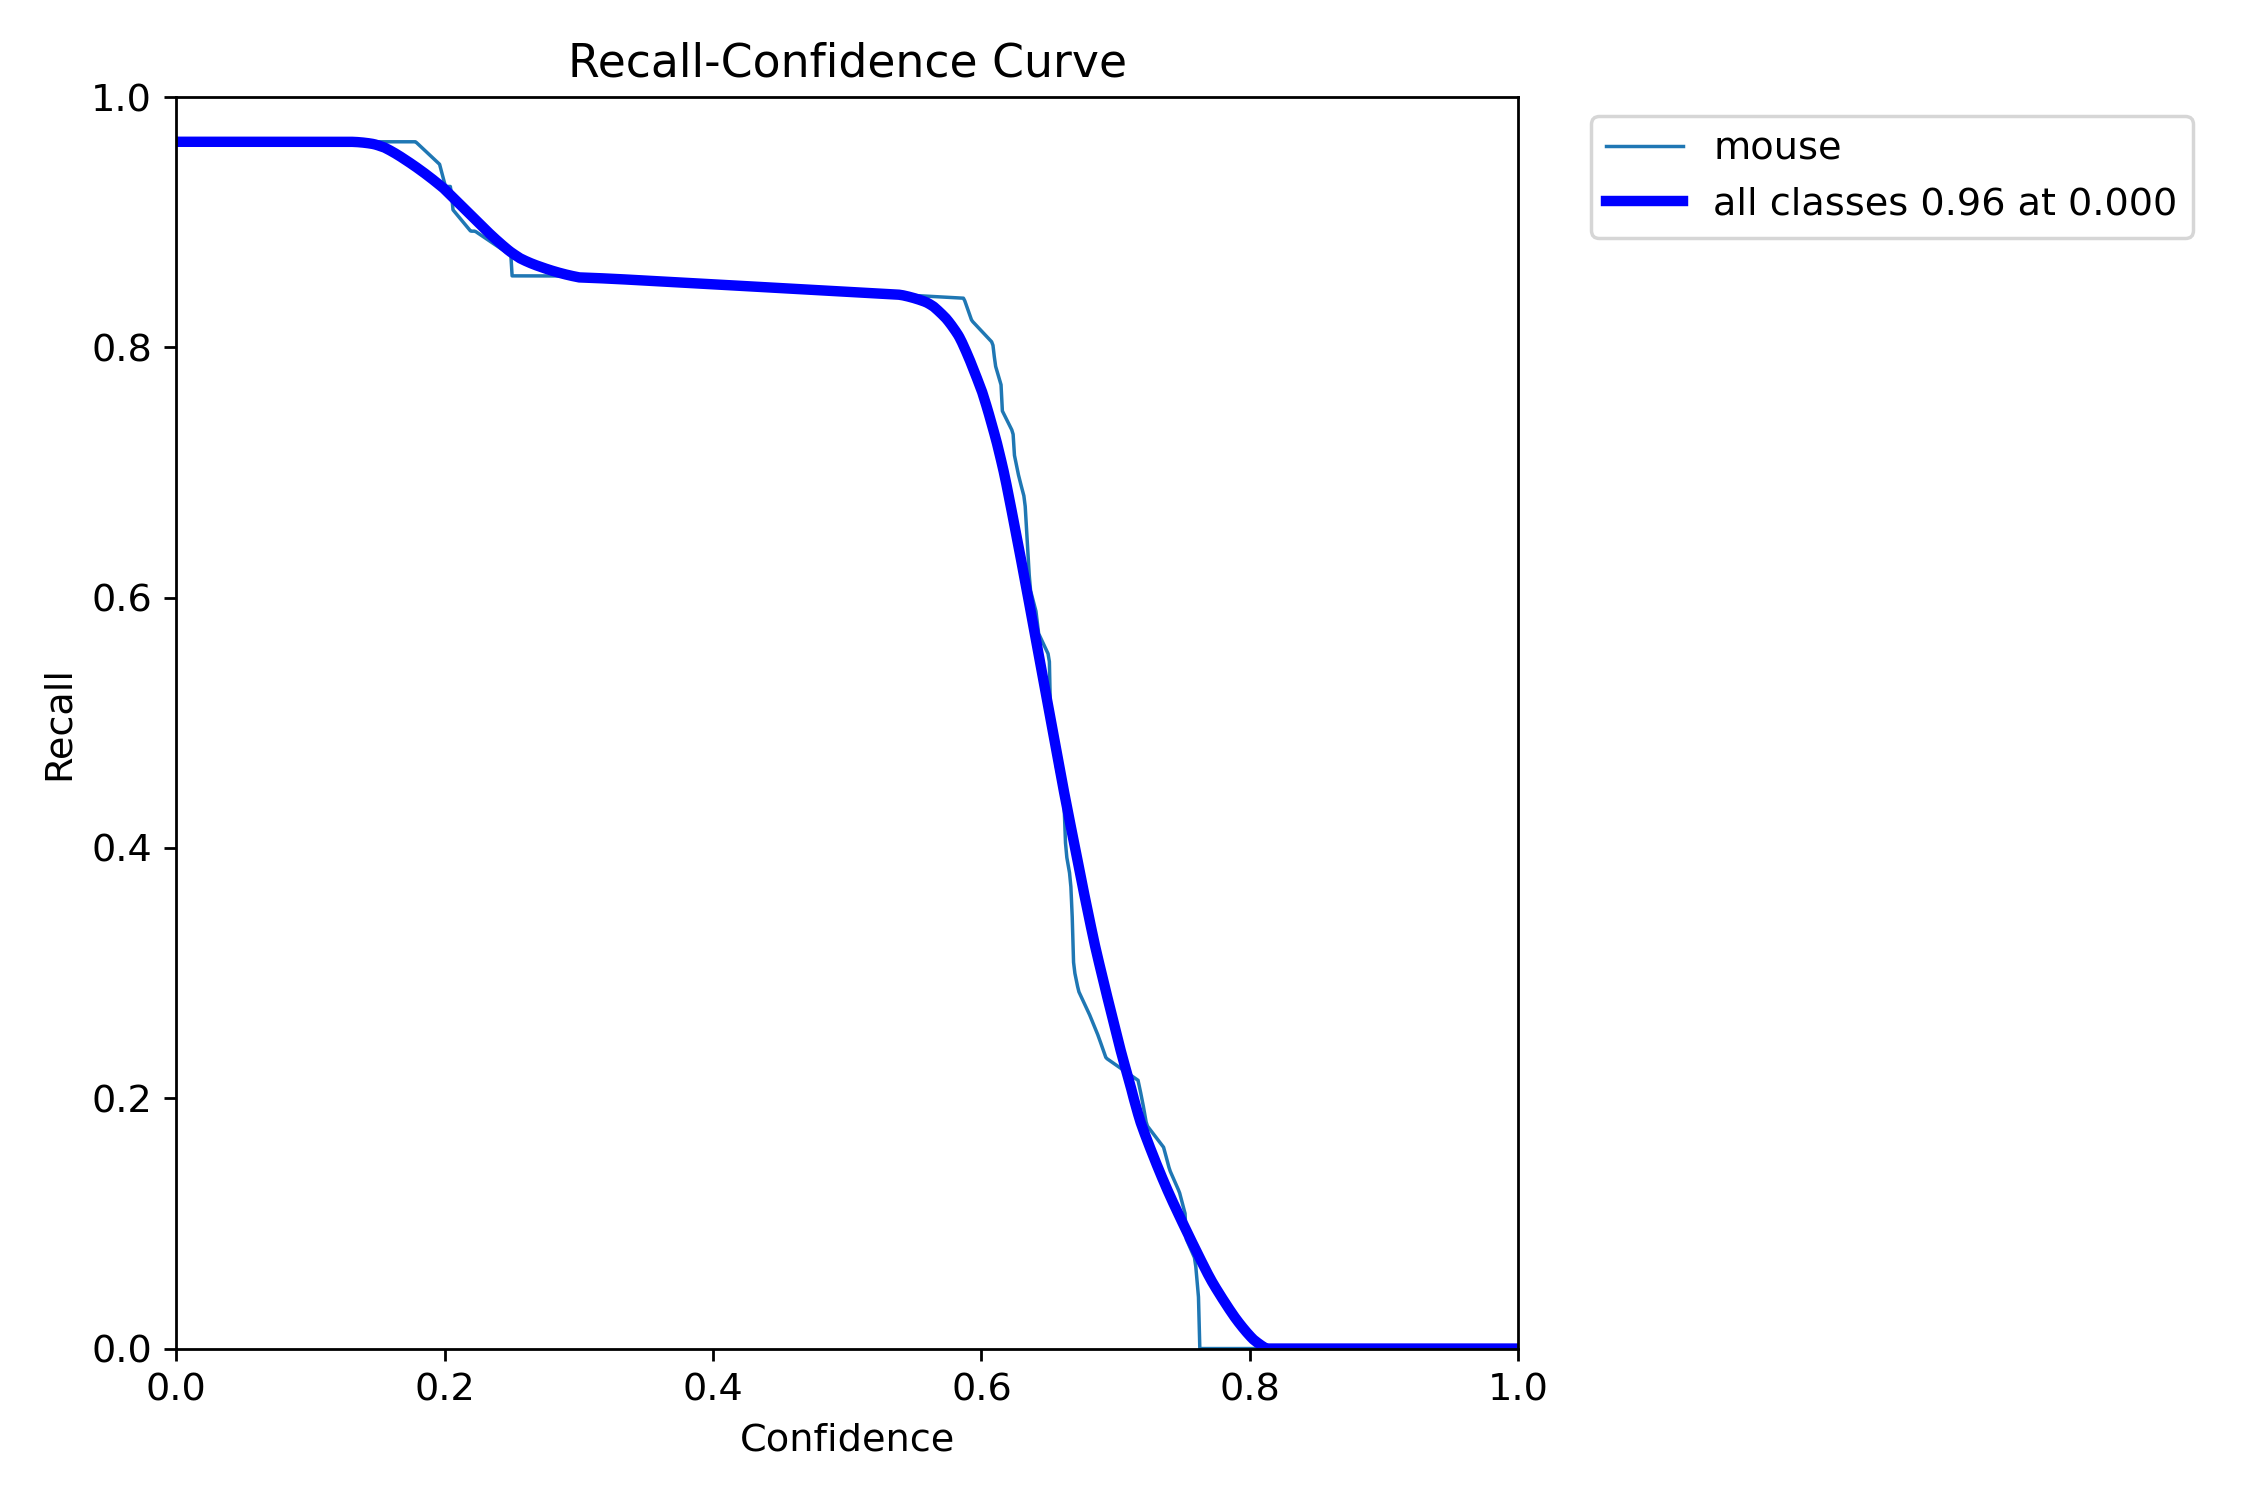 Recall-Confidence Curve
mouse
all classes 0.96 at 0.000
1.0
0.8
0.6
0.4
0.2
0.0
Recall
0.0 0.2 0.4 0.6 0.8 1.0
Confidence